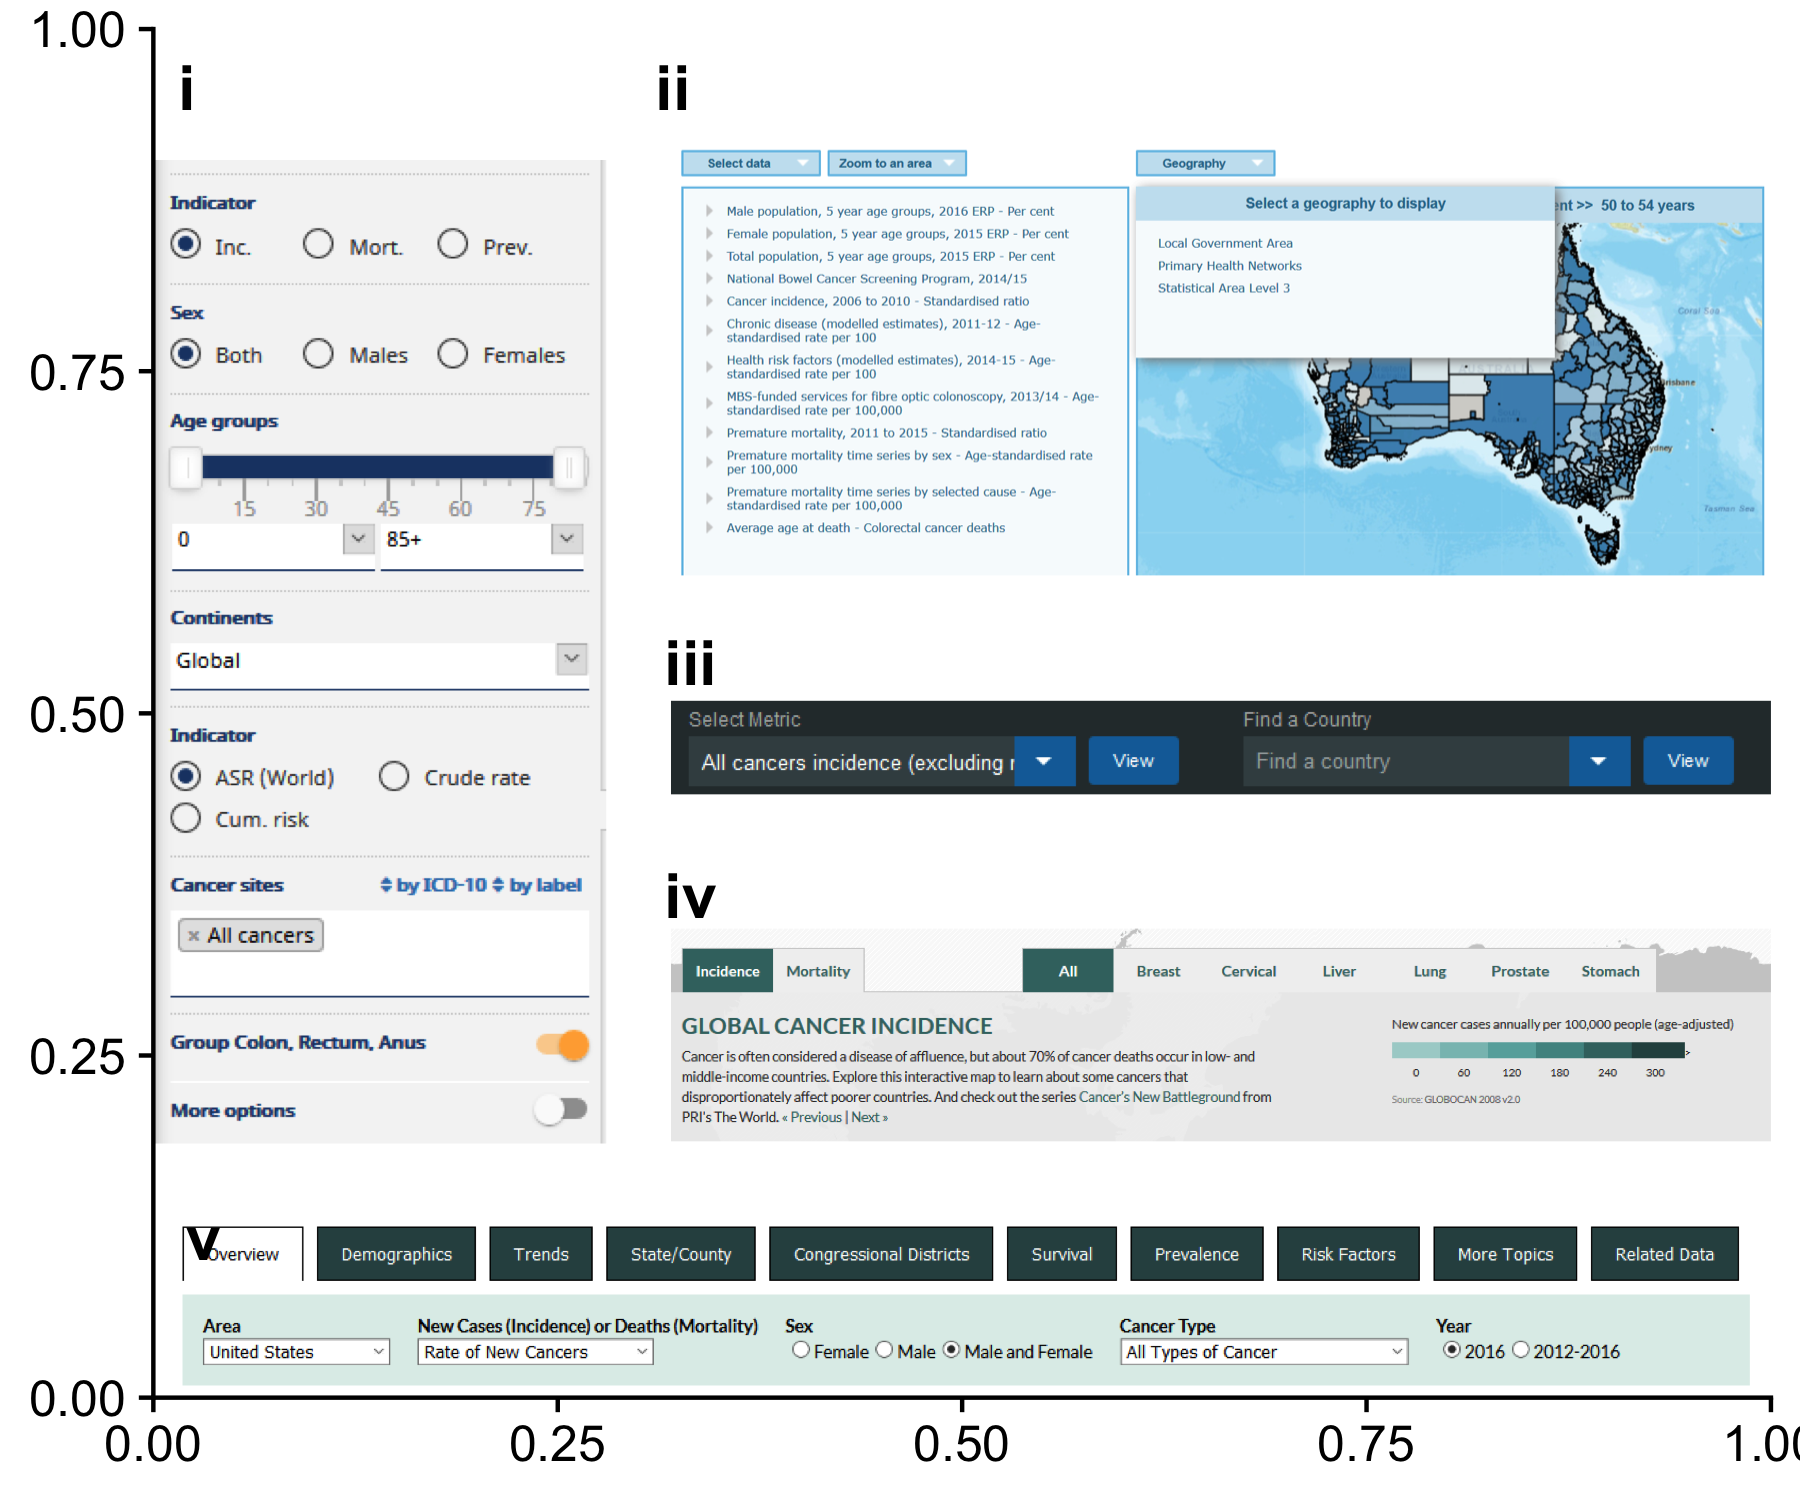 1.00
0.75
0.50
0.25
0.00
0.00
0.25
0.50
0.75
1.00
i
Indicator
Inc. Mort. Prev.
Sex
Both Males Females
Age groups
15 30 45 60 75
0 85+
Continents
Global
Indicator
ASR (World) Crude rate
Cum. risk
Cancer sites by ICD-10 by label
× All cancers
Group Colon, Rectum, Anus
More options
ii
Select data Zoom to an area Geography
Male population, 5 year age groups, 2016 ERP - Per cent
Female population, 5 year age groups, 2015 ERP - Per cent
Total population, 5 year age groups, 2015 ERP - Per cent
National Bowel Cancer Screening Program, 2014/15
Cancer incidence, 2006 to 2010 - Standardised ratio
Chronic disease (modelled estimates), 2011-12 - Age-
standardised rate per 100
Health risk factors (modelled estimates), 2014-15 - Age-
standardised rate per 100
MBS-funded services for fibre optic colonoscopy, 2013/14 - Age-
standardised rate per 100,000
Premature mortality, 2011 to 2015 - Standardised ratio
Premature mortality time series by sex - Age-standardised rate
per 100,000
Premature mortality time series by selected cause - Age-
standardised rate per 100,000
Average age at death - Colorectal cancer deaths
Select a geography to display
Local Government Area
Primary Health Networks
Statistical Area Level 3
ent >> 50 to 54 years
Coral Sea
Brisbane
ydney
Tasman Sea
iii
Select Metric Find a Country
All cancers incidence (excluding View Find a country View
iv
Incidence Mortality All Breast Cervical Liver Lung Prostate Stomach
GLOBAL CANCER INCIDENCE
Cancer is often considered a disease of affluence, but about 70% of cancer deaths occur in low- and
middle-income countries. Explore this interactive map to learn about some cancers that
disproportionately affect poorer countries. And check out the series Cancer's New Battleground from
PRI's The World. « Previous | Next »
New cancer cases annually per 100,000 people (age-adjusted)
>
0 60 120 180 240 300
Source: GLOBOCAN 2008 v2.0
v
Overview Demographics Trends State/County Congressional Districts Survival Prevalence Risk Factors More Topics Related Data
Area New Cases (Incidence) or Deaths (Mortality) Sex Cancer Type Year
United States Rate of New Cancers Female Male Male and Female All Types of Cancer 2016 2012-2016